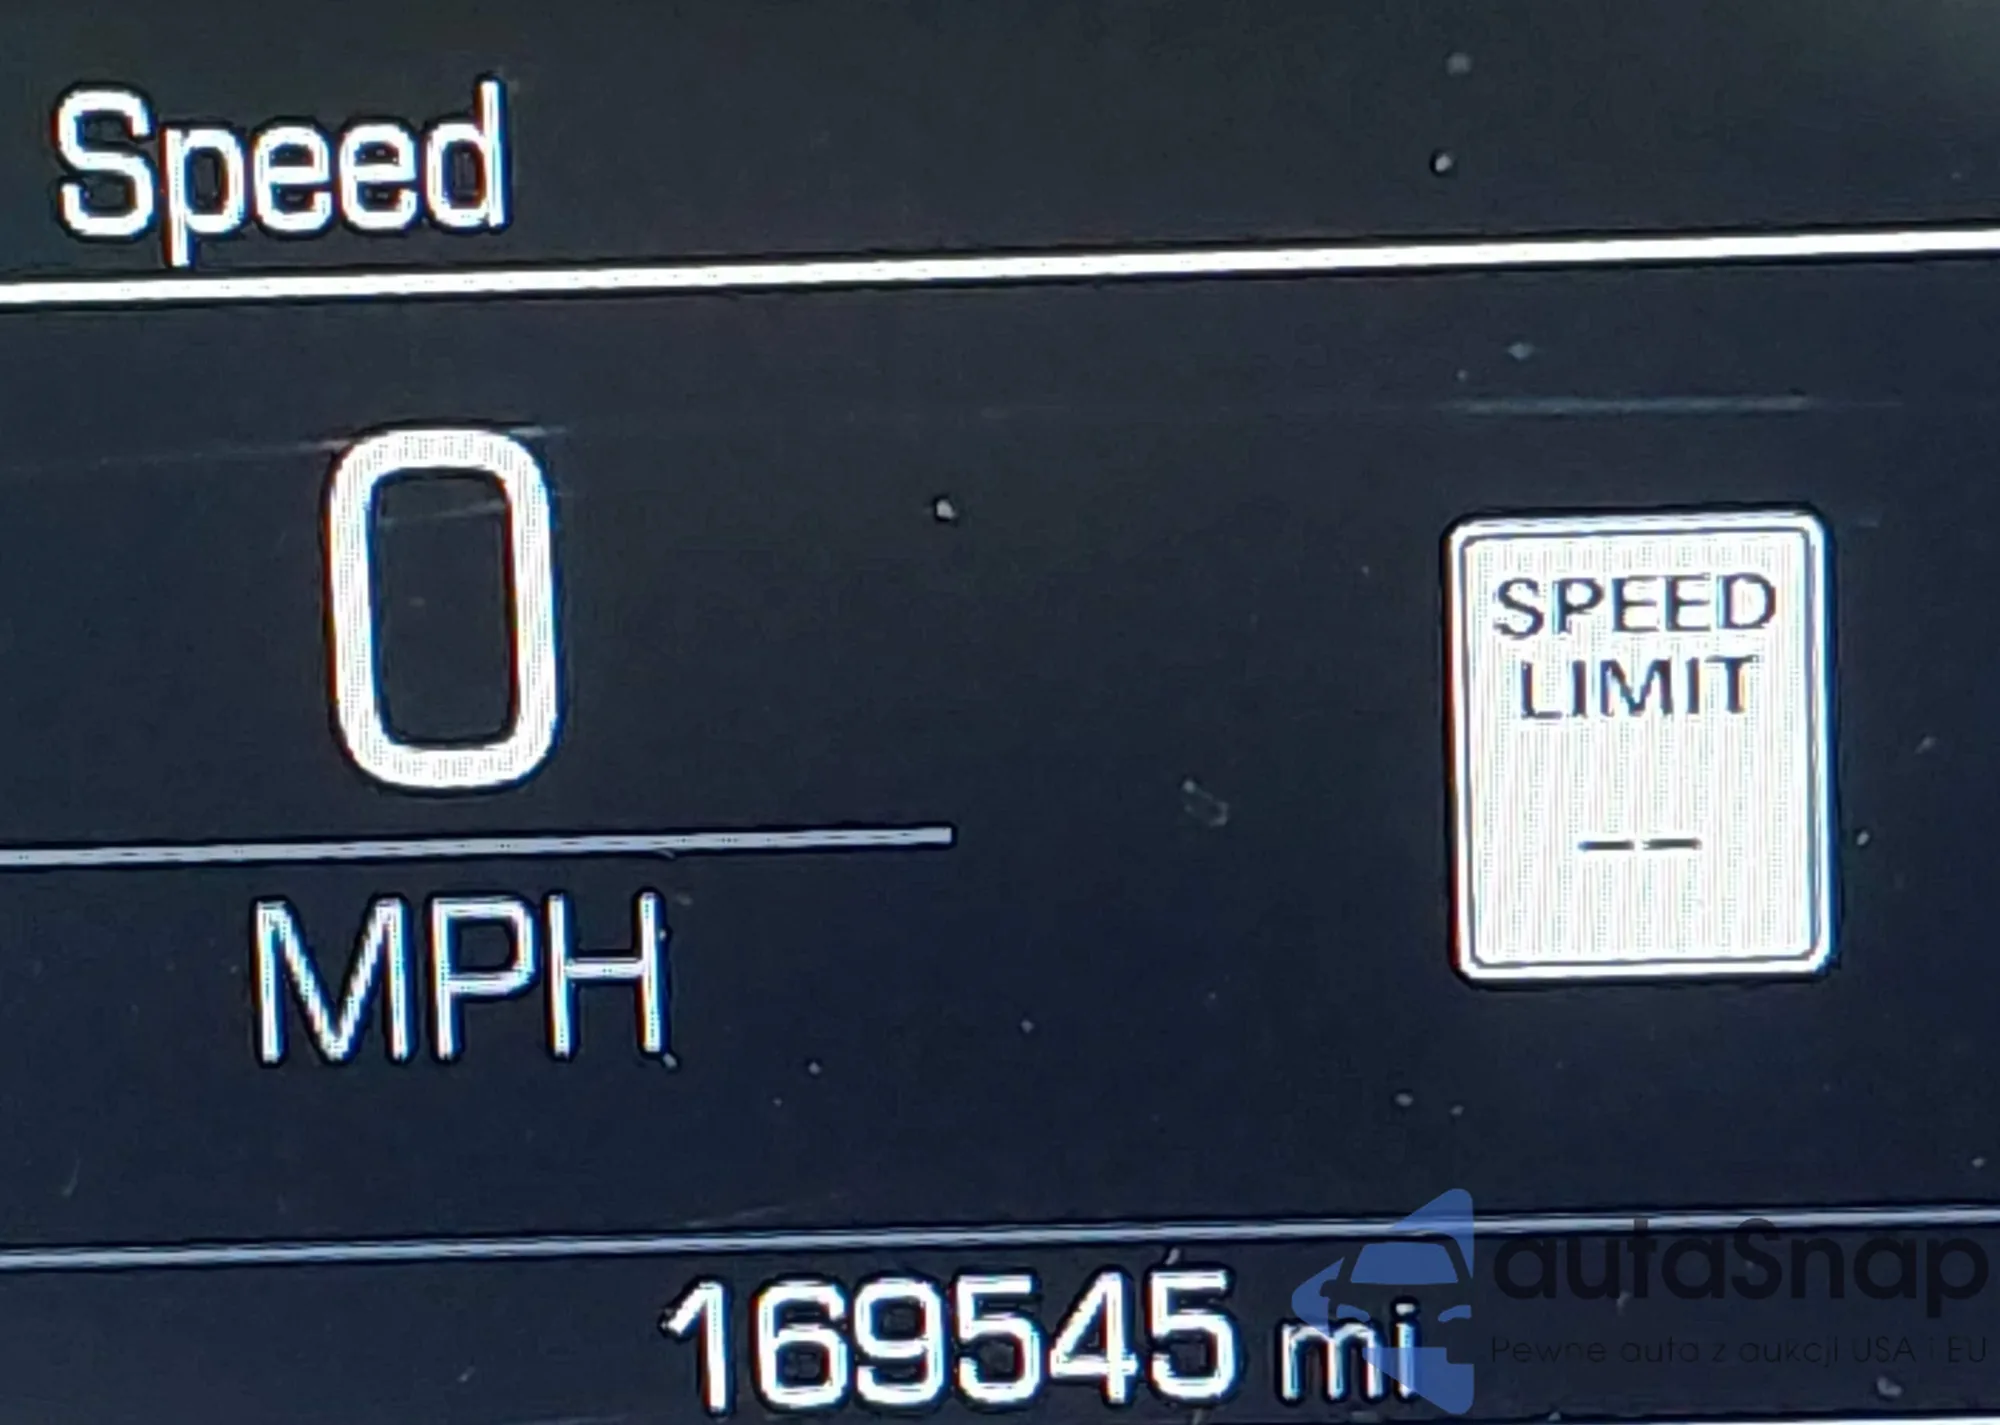 Speed
0
MPH
SPEED
LIMIT
--
169545 mi
autaSnap
Pewne auta z aukcji USA i EU